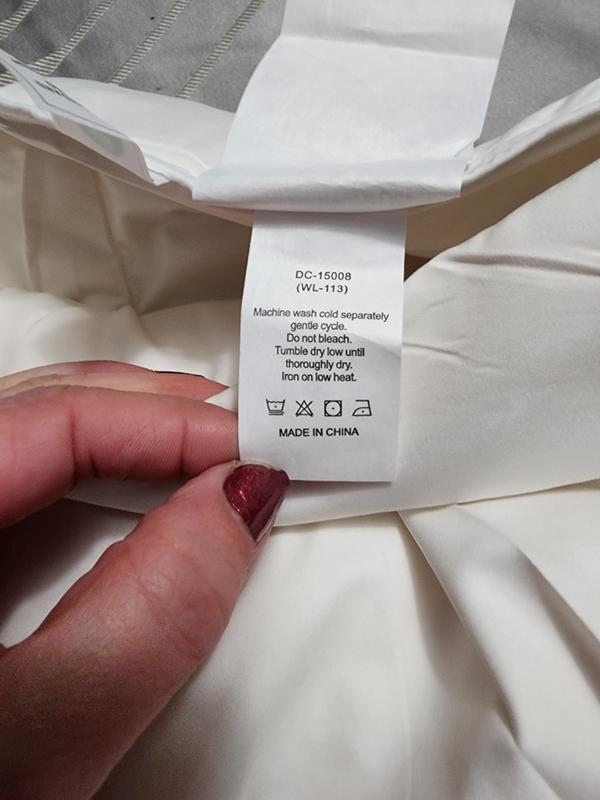 DC-15008
(WL-113)
Machine wash cold separately
gentle cycle.
Do not bleach.
Tumble dry low until
thoroughly dry.
Iron on low heat.
MADE IN CHINA